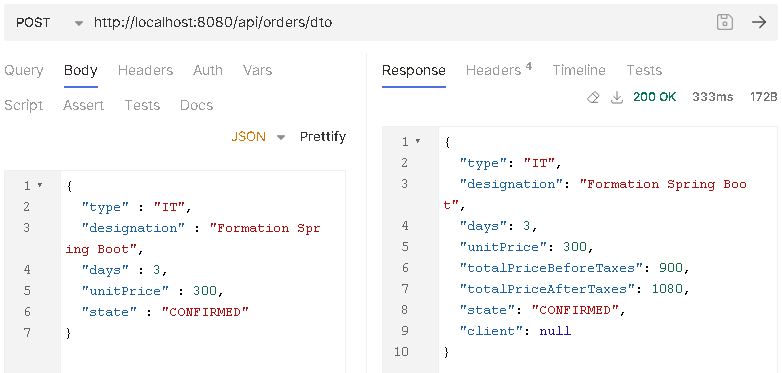 POST http://localhost:8080/api/orders/dto
Query Body Headers Auth Vars
Script Assert Tests Docs
JSON Prettify
1 {
2 "type" : "IT",
3 "designation" : "Formation Spr
ing Boot",
4 "days" : 3,
5 "unitPrice" : 300,
6 "state" : "CONFIRMED"
7 }
Response Headers 4 Timeline Tests
200 OK 333ms 172B
1 {
2 "type": "IT",
3 "designation": "Formation Spring Boo
t",
4 "days": 3,
5 "unitPrice": 300,
6 "totalPriceBeforeTaxes": 900,
7 "totalPriceAfterTaxes": 1080,
8 "state": "CONFIRMED",
9 "client": null
10 }